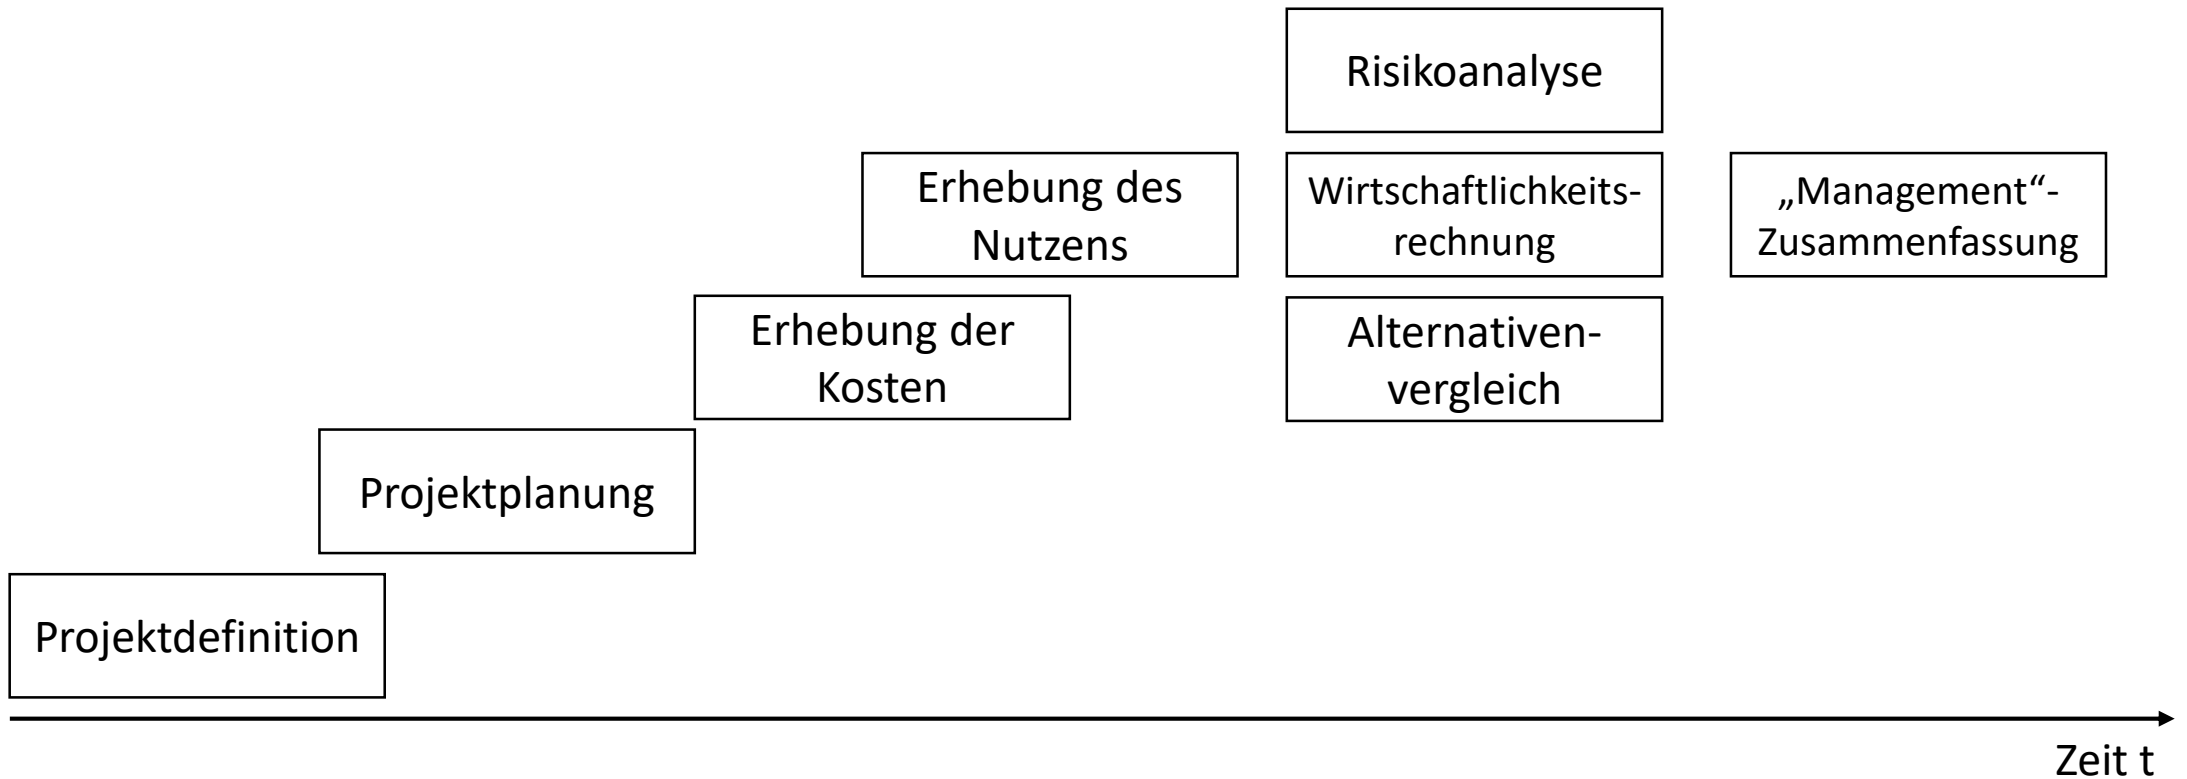 Risikoanalyse
Erhebung des
Nutzens
Wirtschaftlichkeits-
rechnung
„Management“-
Zusammenfassung
Erhebung der
Kosten
Alternativen-
vergleich
Projektplanung
Projektdefinition
Zeit t